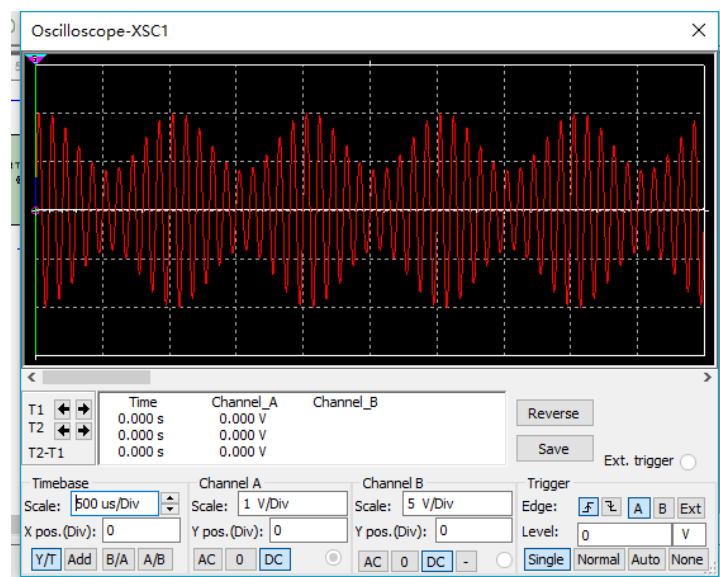 Oscilloscope-XSC1
Time Channel_A Channel_B
T1 0.000 s 0.000 V
T2 0.000 s 0.000 V
T2-T1 0.000 s 0.000 V
Reverse
Save
Ext. trigger
Timebase
Scale: 500 us/Div
X pos.(Div): 0
Y/T Add B/A A/B
Channel A
Scale: 1 V/Div
Y pos.(Div): 0
AC 0 DC
Channel B
Scale: 5 V/Div
Y pos.(Div): 0
AC 0 DC -
Trigger
Edge: A B Ext
Level: 0 V
Single Normal Auto None